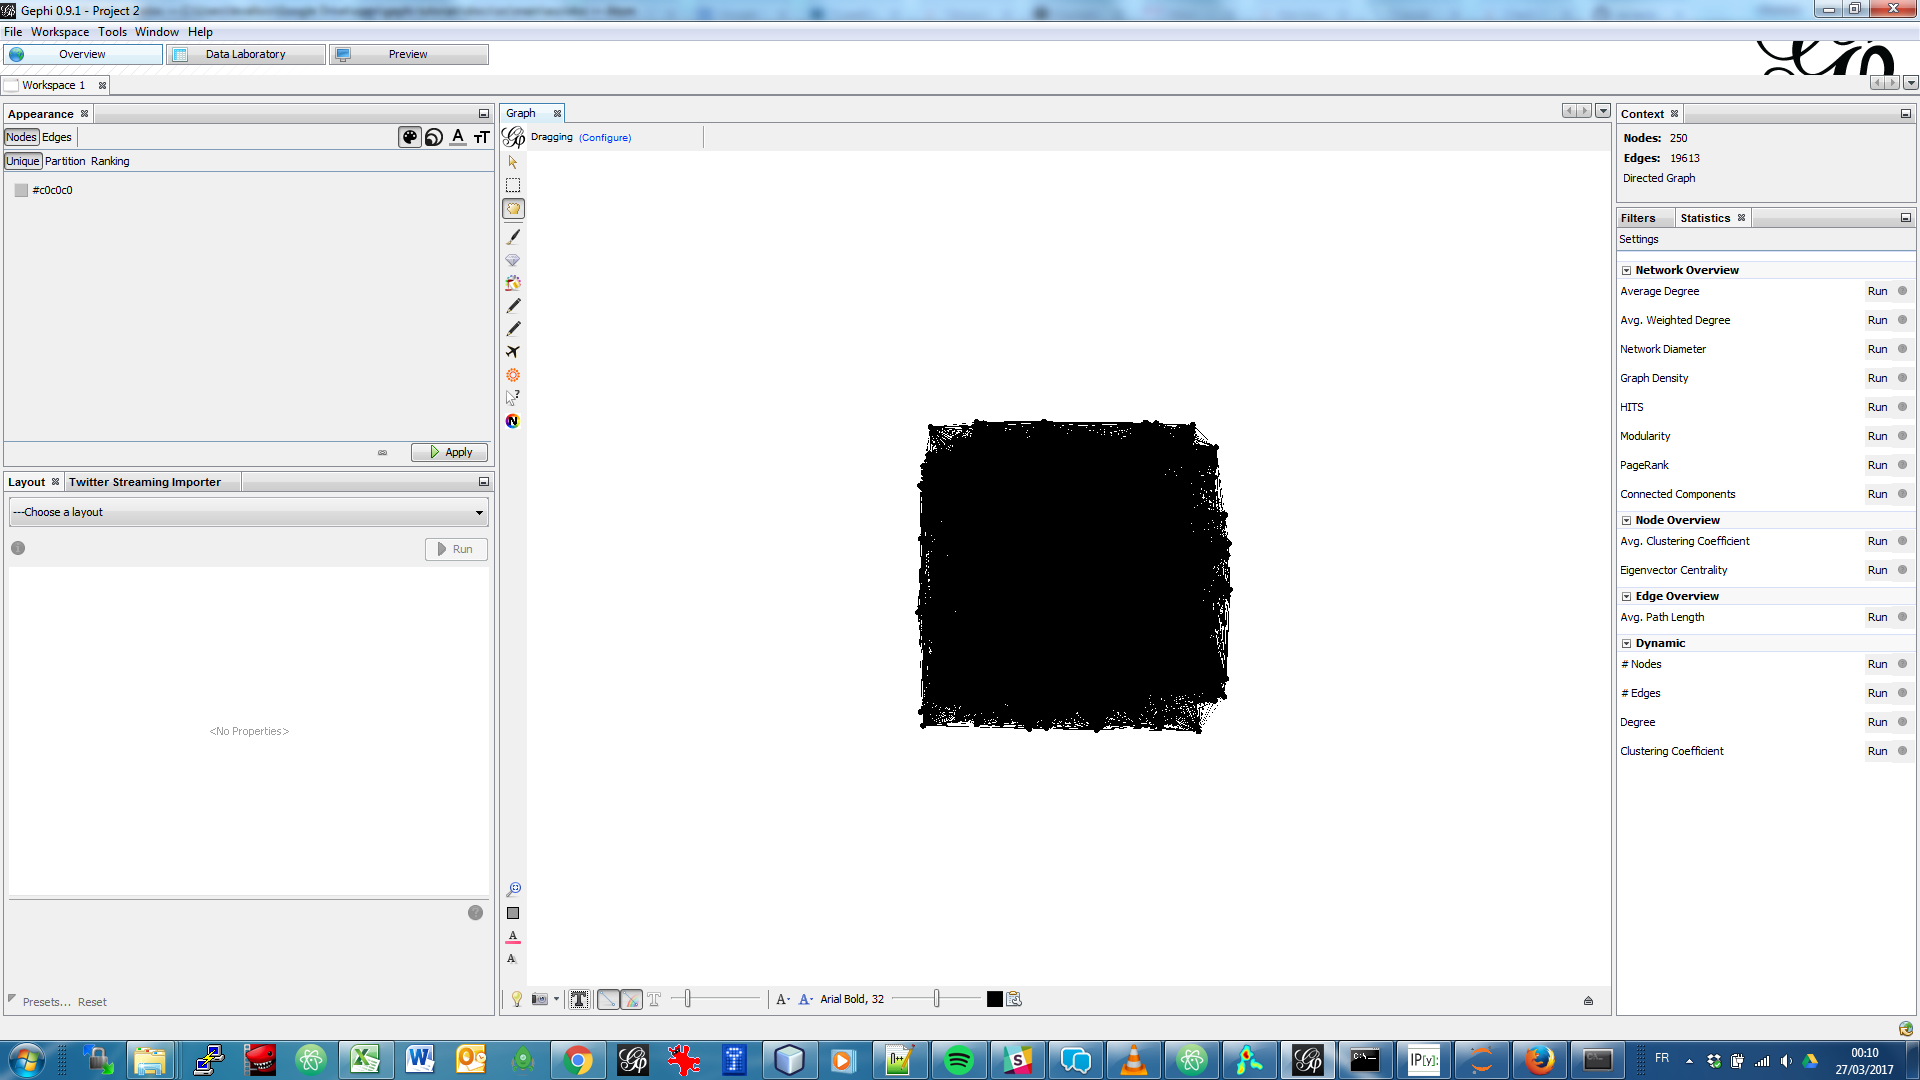 Gephi 0.9.1 - Project 2
File Workspace Tools Window Help
Overview Data Laboratory Preview
Workspace 1
Appearance
Nodes Edges
Unique Partition Ranking
#c0c0c0
Apply
Layout Twitter Streaming Importer
---Choose a layout
Run
<No Properties>
Presets... Reset
Graph
Dragging (Configure)
Arial Bold, 32
Context
Nodes: 250
Edges: 19613
Directed Graph
Filters Statistics
Settings
Network Overview
Average Degree Run
Avg. Weighted Degree Run
Network Diameter Run
Graph Density Run
HITS Run
Modularity Run
PageRank Run
Connected Components Run
Node Overview
Avg. Clustering Coefficient Run
Eigenvector Centrality Run
Edge Overview
Avg. Path Length Run
Dynamic
# Nodes Run
# Edges Run
Degree Run
Clustering Coefficient Run
IP[y]:
FR
00:10
27/03/2017